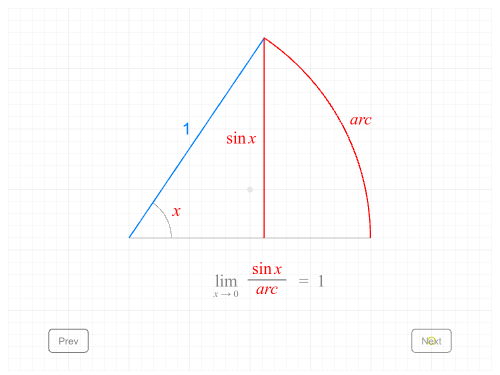 1
arc
sin x
x
lim x → 0 sin x / arc = 1
Prev
Next